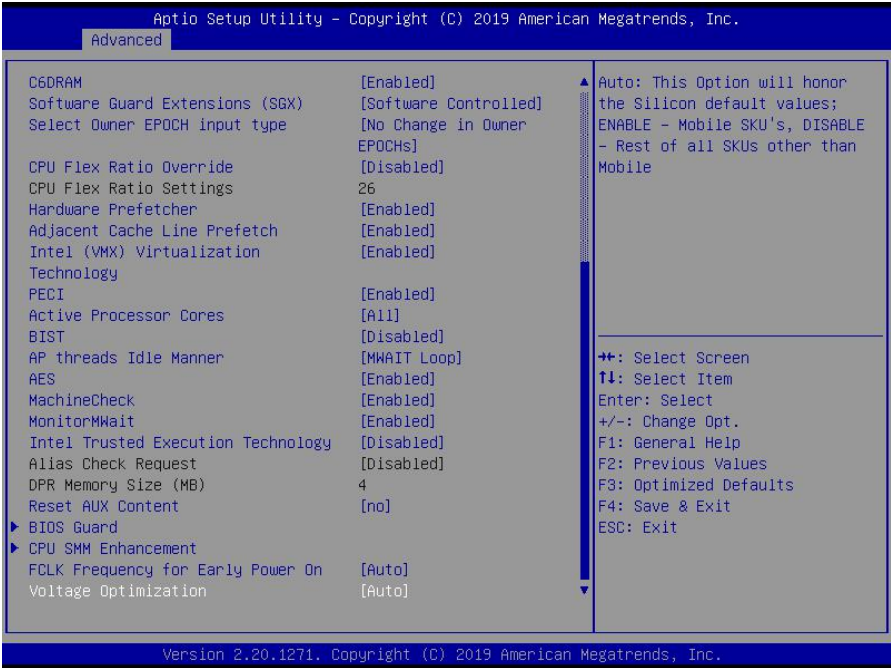 Aptio Setup Utility – Copyright (C) 2019 American Megatrends, Inc.
Advanced
C6DRAM [Enabled]
Software Guard Extensions (SGX) [Software Controlled]
Select Owner EPOCH input type [No Change in Owner
EPOCHs]
CPU Flex Ratio Override [Disabled]
CPU Flex Ratio Settings 26
Hardware Prefetcher [Enabled]
Adjacent Cache Line Prefetch [Enabled]
Intel (VMX) Virtualization [Enabled]
Technology
PECI [Enabled]
Active Processor Cores [All]
BIST [Disabled]
AP threads Idle Manner [MWAIT Loop]
AES [Enabled]
MachineCheck [Enabled]
MonitorMWait [Enabled]
Intel Trusted Execution Technology [Disabled]
Alias Check Request [Disabled]
DPR Memory Size (MB) 4
Reset AUX Content [no]
BIOS Guard
CPU SMM Enhancement
FCLK Frequency for Early Power On [Auto]
Voltage Optimization [Auto]
Auto: This Option will honor
the Silicon default values;
ENABLE – Mobile SKU's, DISABLE
– Rest of all SKUs other than
Mobile
→←: Select Screen
↑↓: Select Item
Enter: Select
+/-: Change Opt.
F1: General Help
F2: Previous Values
F3: Optimized Defaults
F4: Save & Exit
ESC: Exit
Version 2.20.1271. Copyright (C) 2019 American Megatrends, Inc.